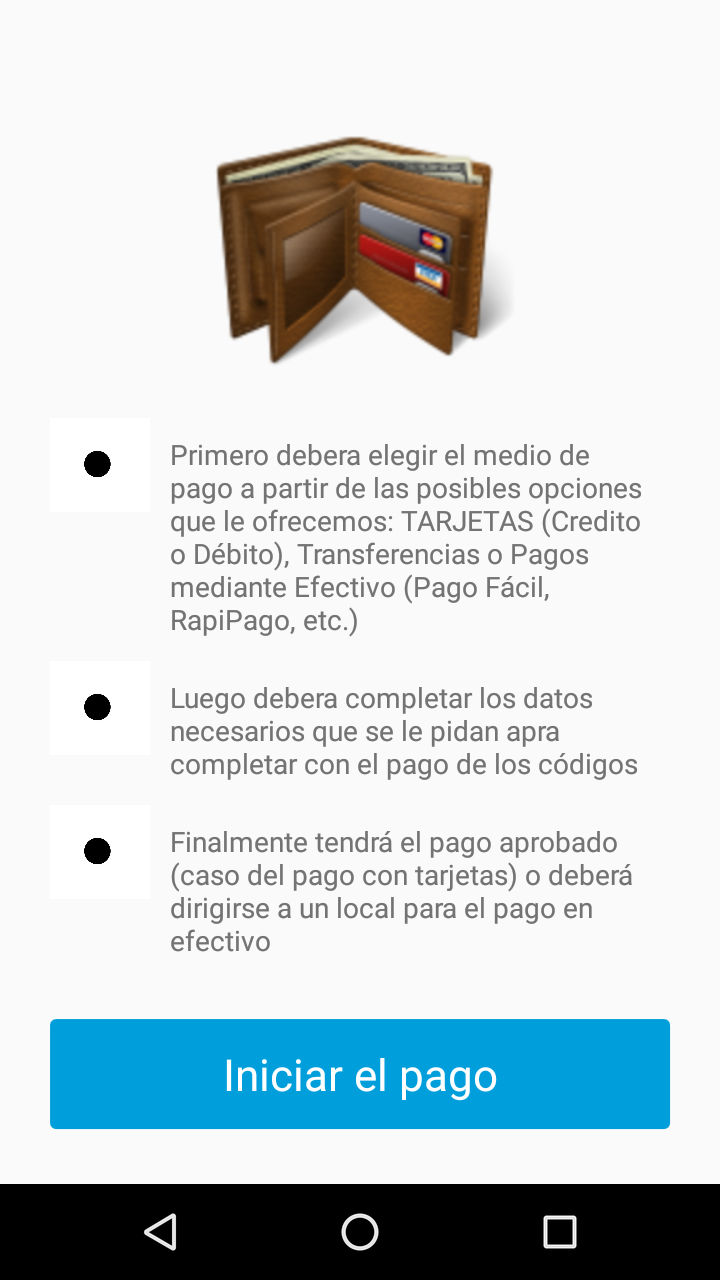 Primero debera elegir el medio de
pago a partir de las posibles opciones
que le ofrecemos: TARJETAS (Credito
o Débito), Transferencias o Pagos
mediante Efectivo (Pago Fácil,
RapiPago, etc.)
Luego debera completar los datos
necesarios que se le pidan apra
completar con el pago de los códigos
Finalmente tendrá el pago aprobado
(caso del pago con tarjetas) o deberá
dirigirse a un local para el pago en
efectivo
Iniciar el pago